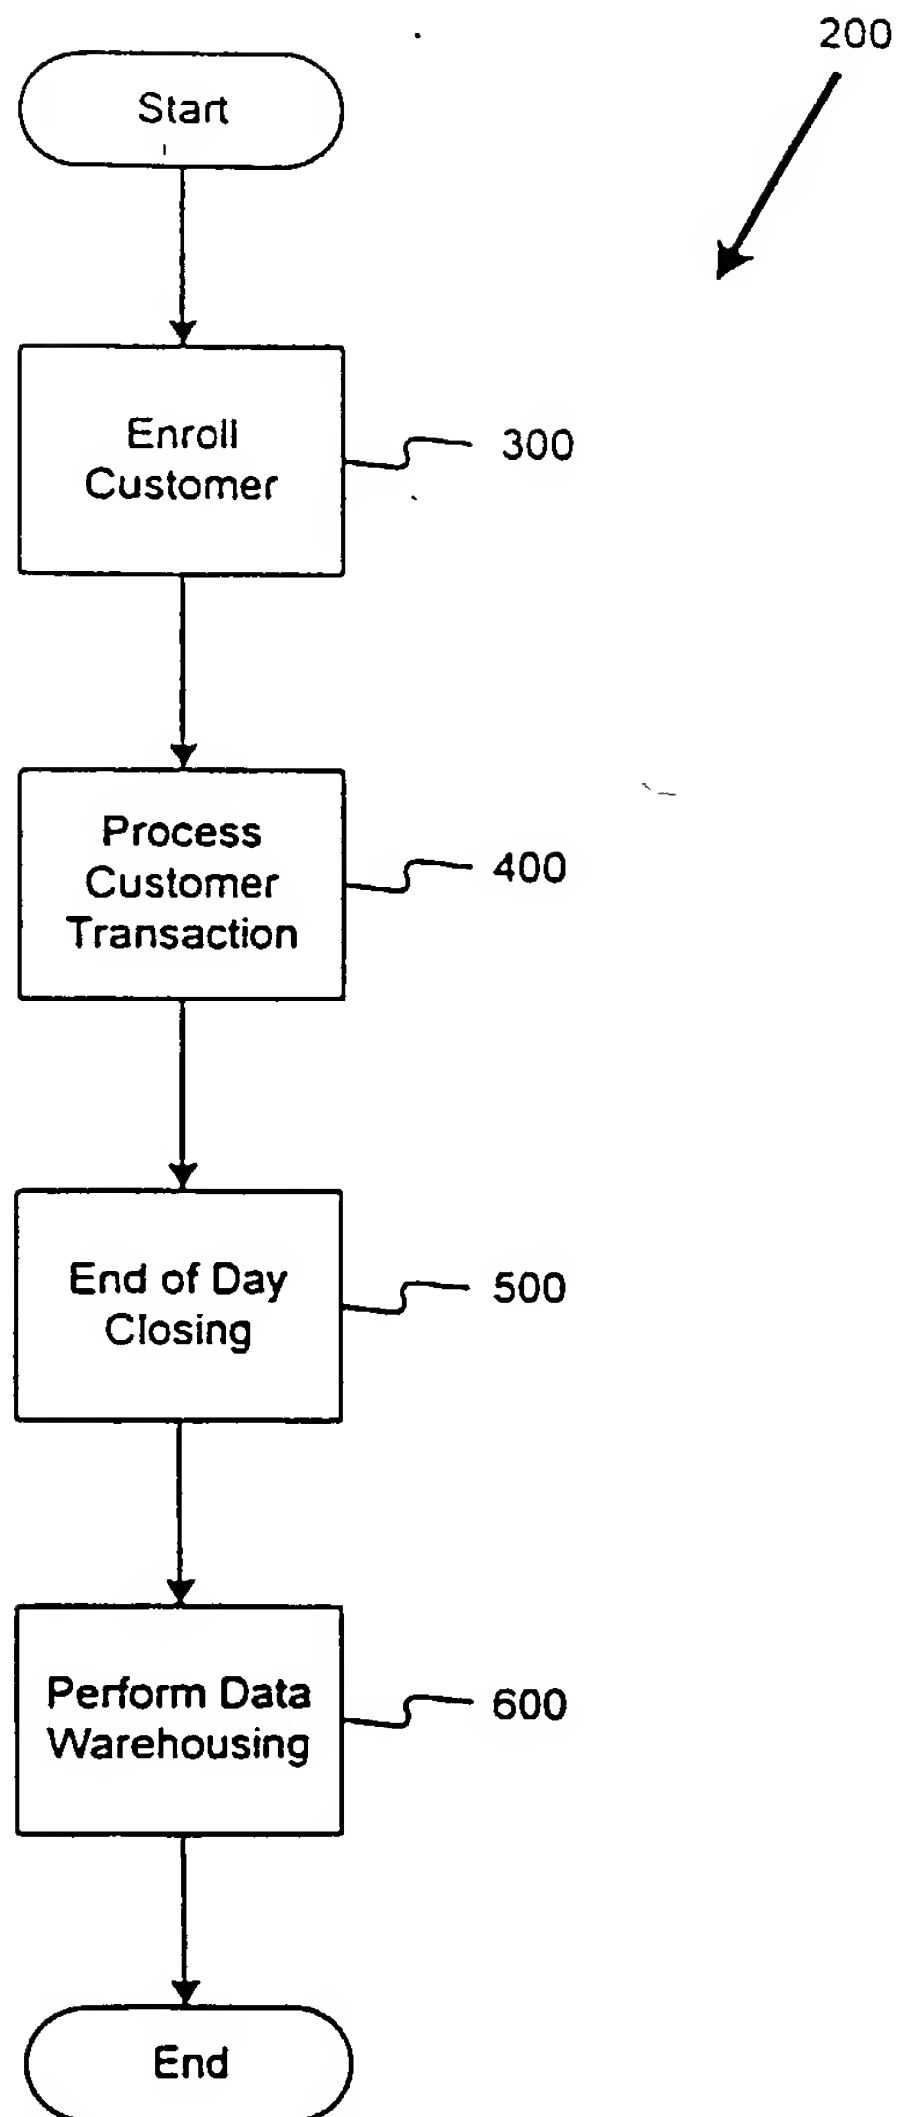 200
Start
Enroll
Customer
300
Process
Customer
Transaction
400
End of Day
Closing
500
Perform Data
Warehousing
600
End